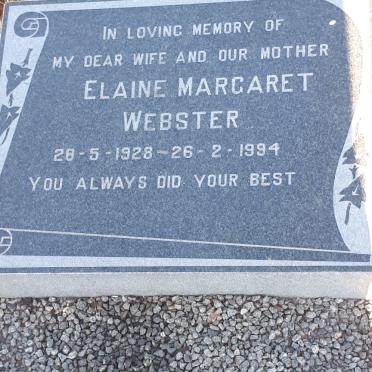 IN LOVING MEMORY OF
MY DEAR WIFE AND OUR MOTHER
ELAINE MARGARET
WEBSTER
28-5-1928-26-2-1994
YOU ALWAYS DID YOUR BEST